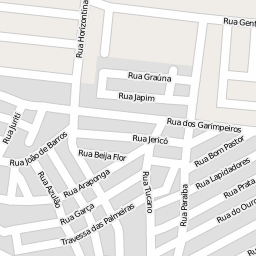 Rua Gent
Rua Horizontina
Rua Graúna
Rua Japim
Rua dos Garimpeiros
Rua Juriti
Rua João de Barros
Rua Jericó
Rua Bom Pastor
Rua Beija Flor
Rua Lapidadores
Rua Araponga
Rua Azulão
Rua Tucano
Rua Paraíba
Rua Prata
Rua do Ouro
Rua Garça
Travessa das Palmeiras